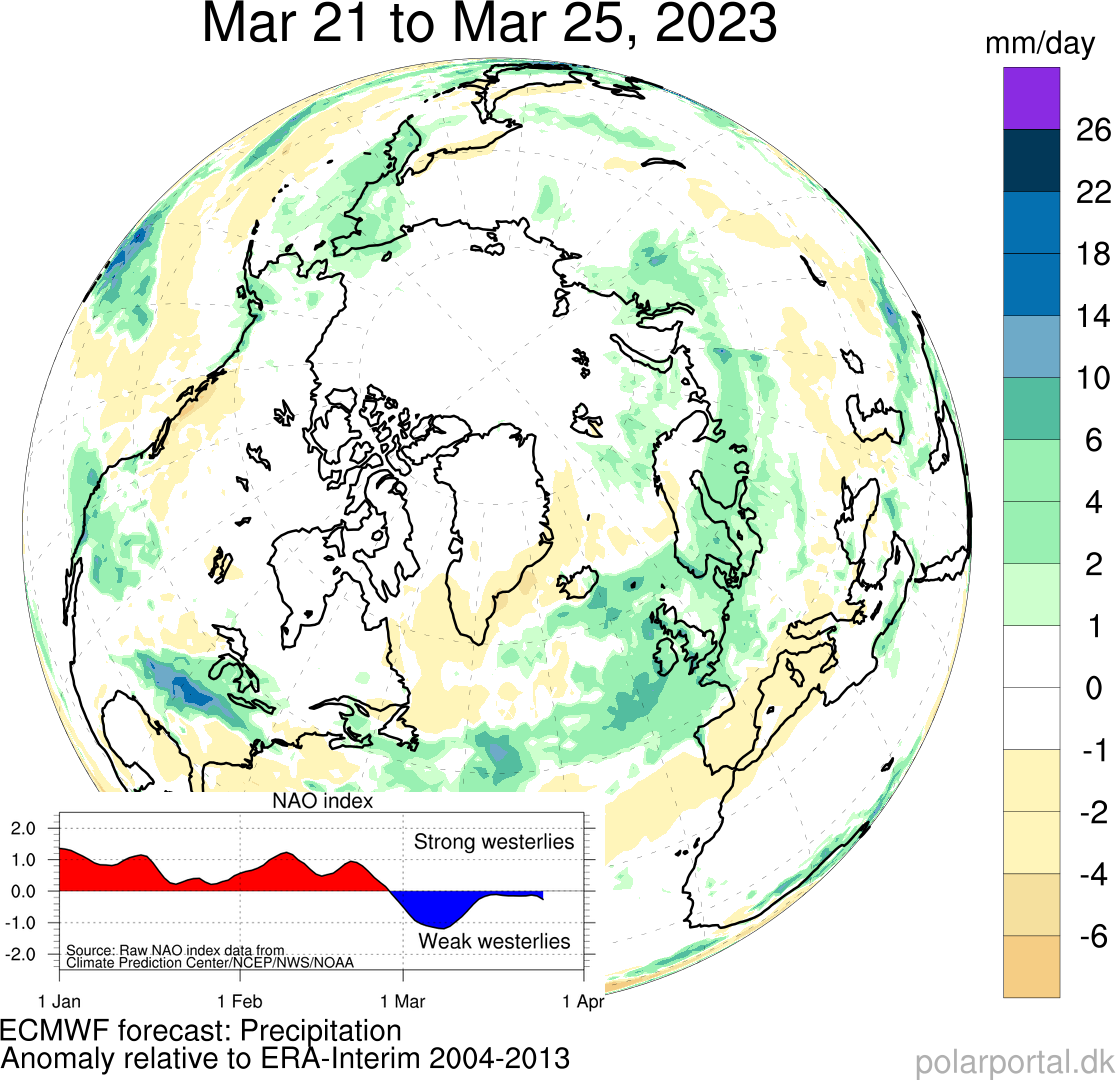 Mar 21 to Mar 25, 2023
mm/day
26
22
18
14
10
6
4
2
1
0
-1
-2
-4
-6
NAO index
2.0
1.0
0.0
-1.0
-2.0
Strong westerlies
Weak westerlies
Source: Raw NAO index data from
Climate Prediction Center/NCEP/NWS/NOAA
1 Jan 1 Feb 1 Mar 1 Apr
ECMWF forecast: Precipitation
Anomaly relative to ERA-Interim 2004-2013
polarportal.dk